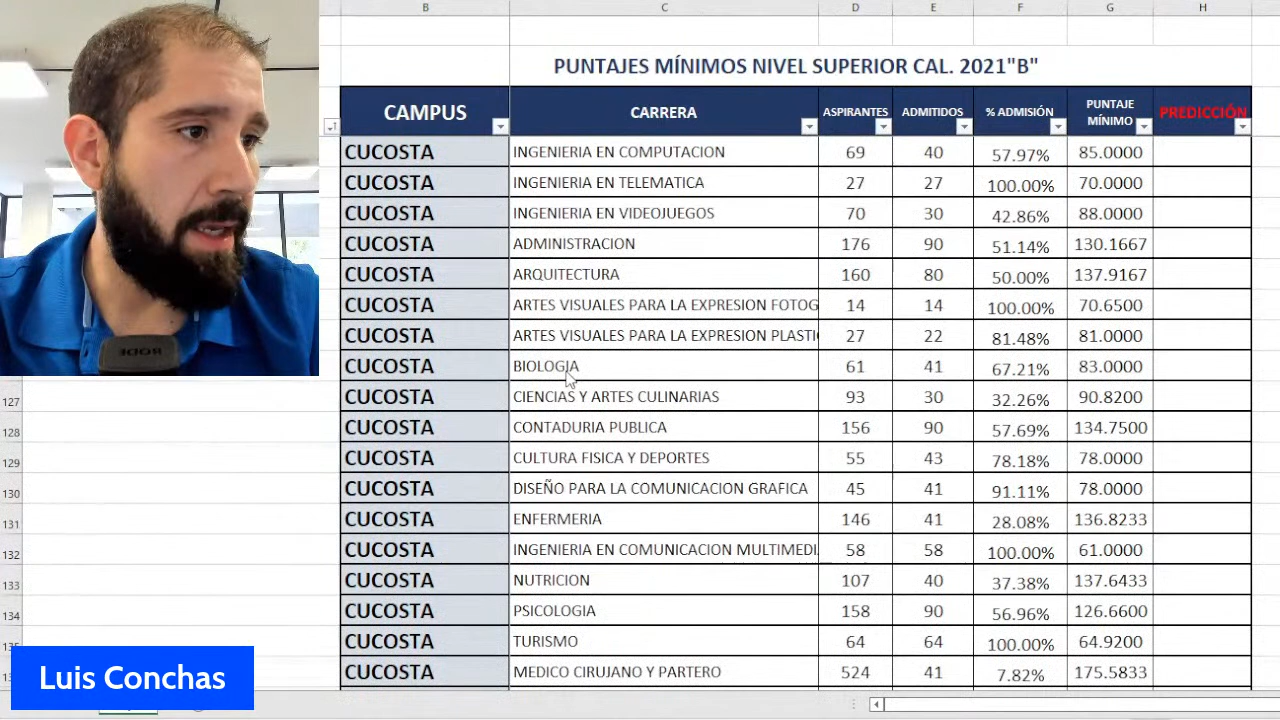 B C D E F G H
PUNTAJES MÍNIMOS NIVEL SUPERIOR CAL. 2021"B"
CAMPUS CARRERA ASPIRANTES ADMITIDOS % ADMISIÓN PUNTAJE MÍNIMO PREDICCIÓN
CUCOSTA INGENIERIA EN COMPUTACION 69 40 57.97% 85.0000
CUCOSTA INGENIERIA EN TELEMATICA 27 27 100.00% 70.0000
CUCOSTA INGENIERIA EN VIDEOJUEGOS 70 30 42.86% 88.0000
CUCOSTA ADMINISTRACION 176 90 51.14% 130.1667
CUCOSTA ARQUITECTURA 160 80 50.00% 137.9167
CUCOSTA ARTES VISUALES PARA LA EXPRESION FOTOG 14 14 100.00% 70.6500
CUCOSTA ARTES VISUALES PARA LA EXPRESION PLASTI 27 22 81.48% 81.0000
CUCOSTA BIOLOGIA 61 41 67.21% 83.0000
127 CUCOSTA CIENCIAS Y ARTES CULINARIAS 93 30 32.26% 90.8200
128 CUCOSTA CONTADURIA PUBLICA 156 90 57.69% 134.7500
129 CUCOSTA CULTURA FISICA Y DEPORTES 55 43 78.18% 78.0000
130 CUCOSTA DISEÑO PARA LA COMUNICACION GRAFICA 45 41 91.11% 78.0000
131 CUCOSTA ENFERMERIA 146 41 28.08% 136.8233
132 CUCOSTA INGENIERIA EN COMUNICACION MULTIMEDI 58 58 100.00% 61.0000
133 CUCOSTA NUTRICION 107 40 37.38% 137.6433
134 CUCOSTA PSICOLOGIA 158 90 56.96% 126.6600
CUCOSTA TURISMO 64 64 100.00% 64.9200
CUCOSTA MEDICO CIRUJANO Y PARTERO 524 41 7.82% 175.5833
Luis Conchas